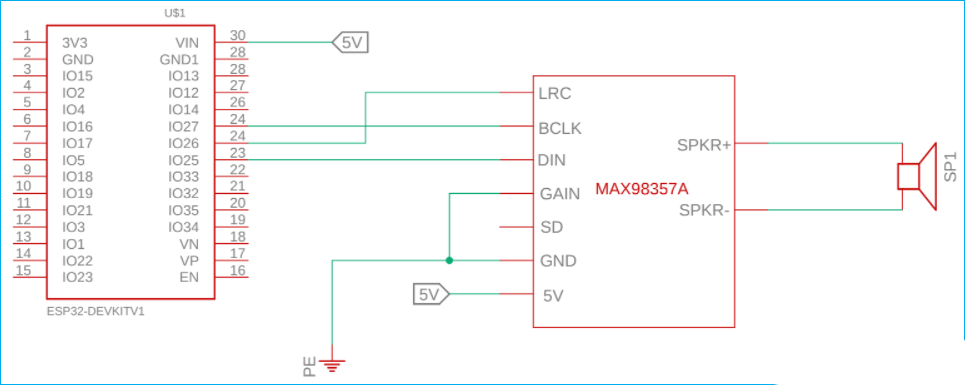 U$1
1 3V3 VIN 30
2 GND GND1 28
3 IO15 IO13 28
4 IO2 IO12 27
5 IO4 IO14 26
6 IO16 IO27 24
7 IO17 IO26 24
8 IO5 IO25 23
9 IO18 IO33 22
10 IO19 IO32 21
11 IO21 IO35 20
12 IO3 IO34 19
13 IO1 VN 18
14 IO22 VP 17
15 IO23 EN 16
ESP32-DEVKITV1
5V
LRC
BCLK
DIN
GAIN
SD
GND
5V
MAX98357A
SPKR+
SPKR-
SP1
5V
PE